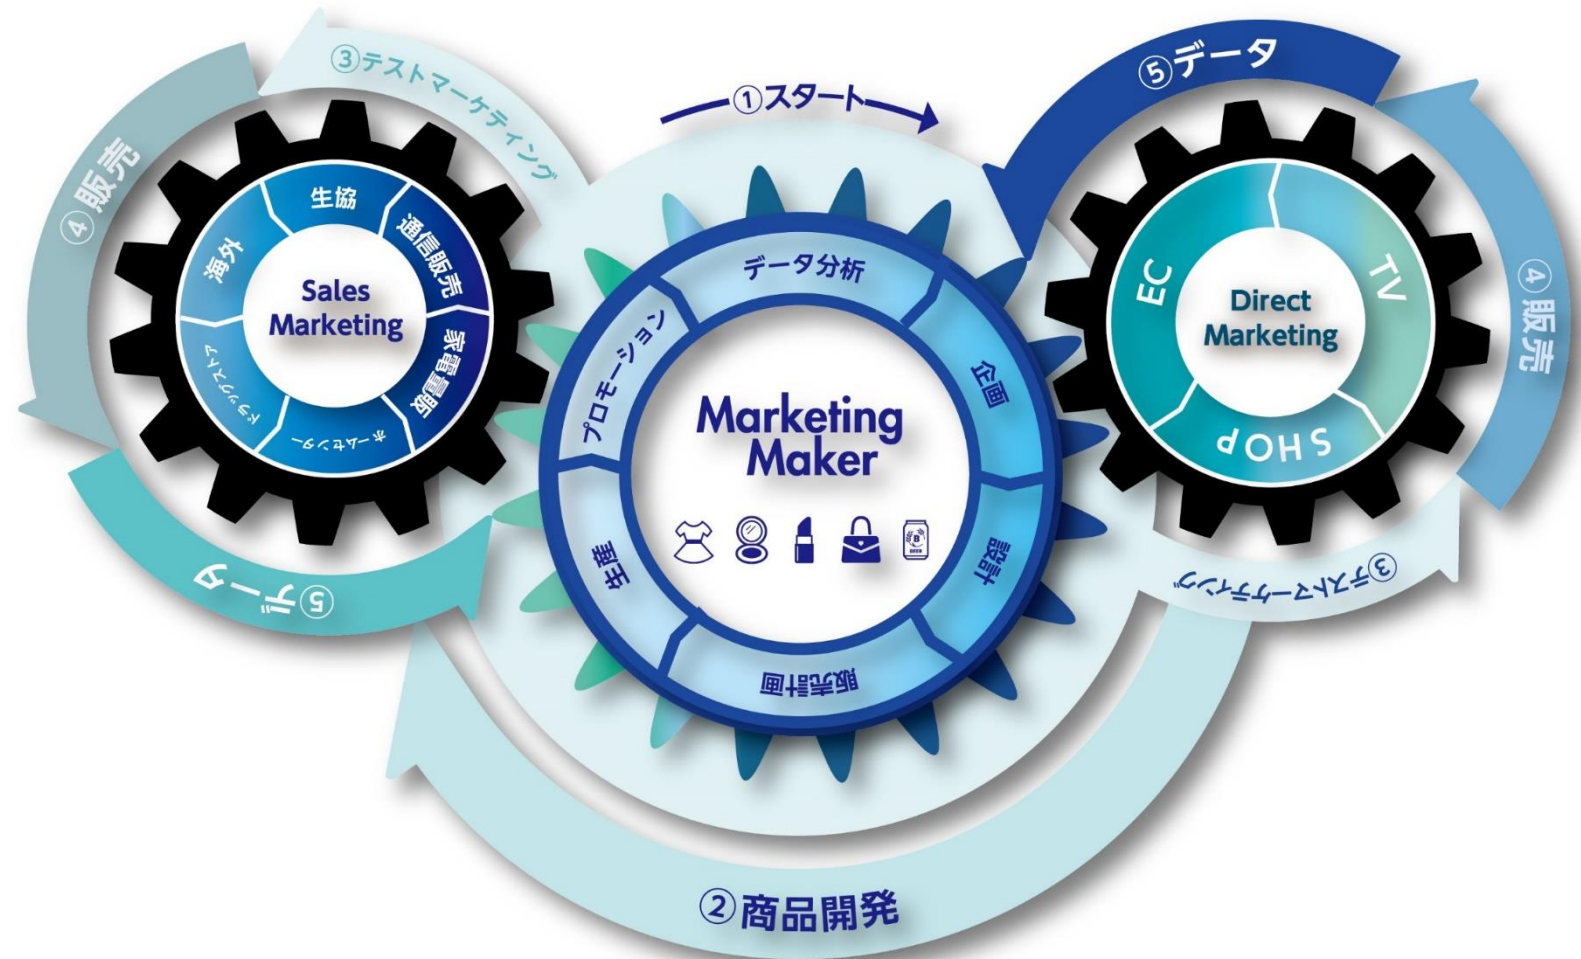 ①スタート
③テストマーケティング
④販売
⑤データ
Sales
Marketing
生協
通信販売
家電量販
ホームセンター
ドラッグストア
海外
Marketing
Maker
データ分析
企画
設計
販売計画
生産
プロモーション
B
BEER
②商品開発
③テストマーケティング
④販売
⑤データ
Direct
Marketing
TV
SHOP
EC